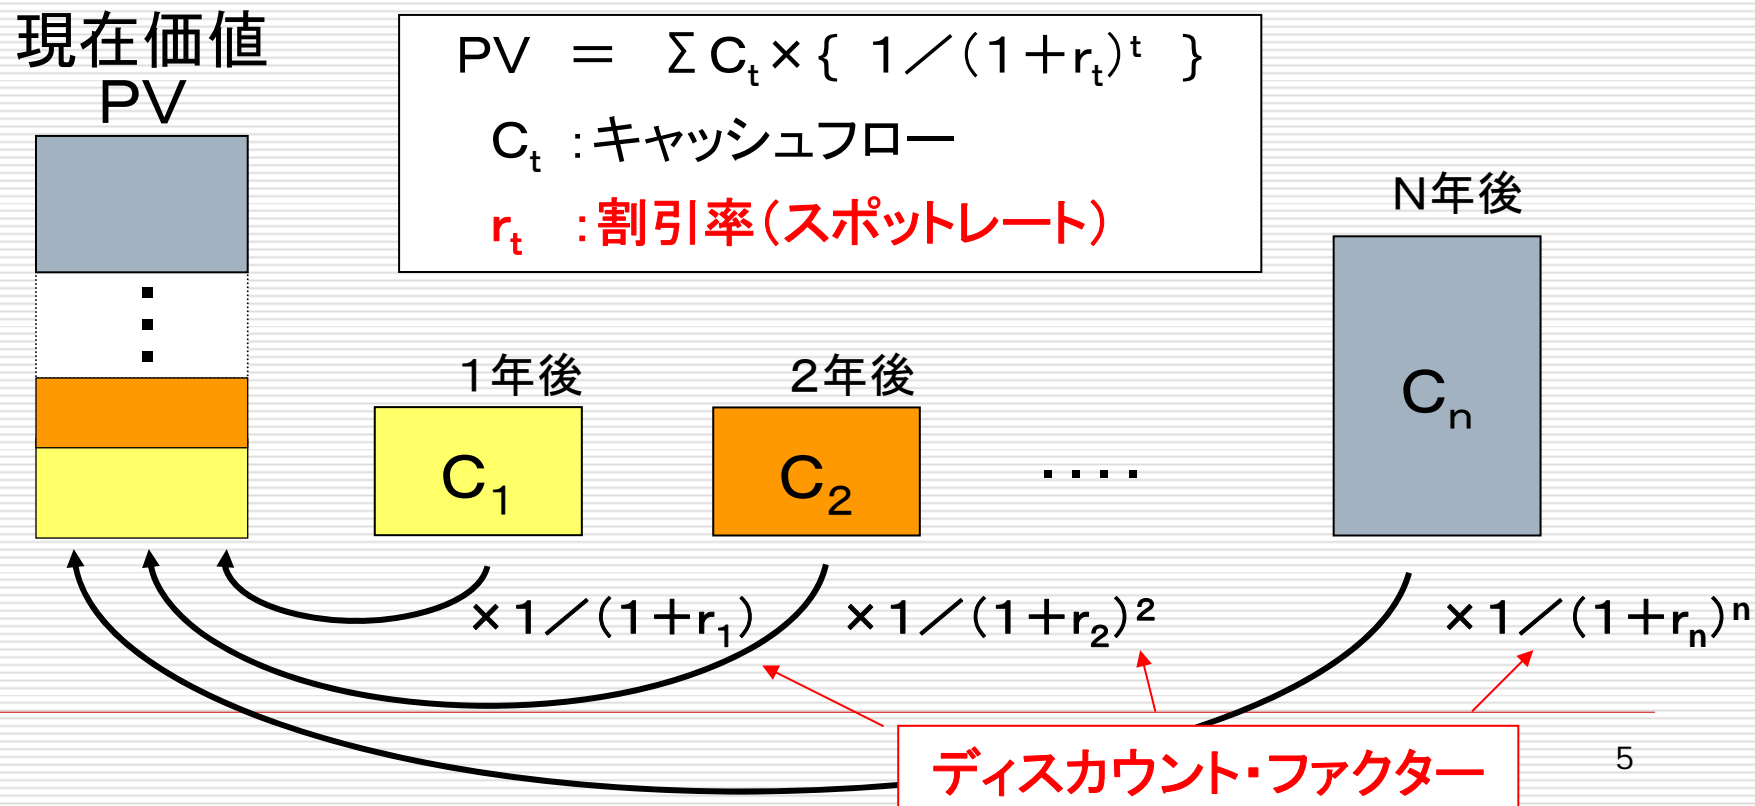 現在価値
PV
PV ＝ ΣCt×{ 1／(1＋rt)t }
Ct ：キャッシュフロー
rt ：割引率(スポットレート)
N年後
1年後
2年後
C1
C2
‥‥
Cn
×1／(1＋r1)
×1／(1＋r2)2
×1／(1＋rn)n
ディスカウント・ファクター
5